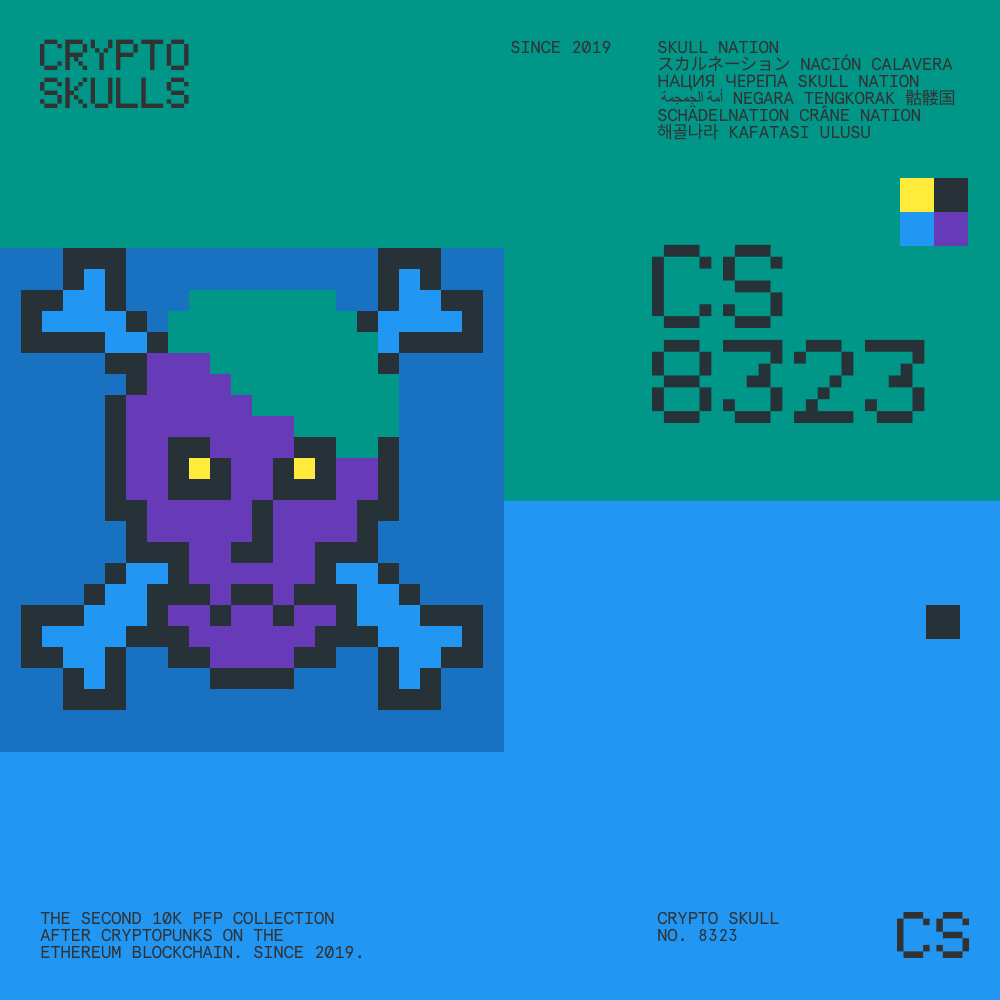 CRYPTO
SKULLS
SINCE 2019
SKULL NATION
スカルネーション NACIÓN CALAVERA
НАЦИЯ ЧЕРЕПА SKULL NATION
أمة الجمجمة NEGARA TENGKORAK 骷髅国
SCHÄDELNATION CRÂNE NATION
해골나라 KAFATASI ULUSU
CS
8323
THE SECOND 10K PFP COLLECTION
AFTER CRYPTOPUNKS ON THE
ETHEREUM BLOCKCHAIN. SINCE 2019.
CRYPTO SKULL
NO. 8323
CS